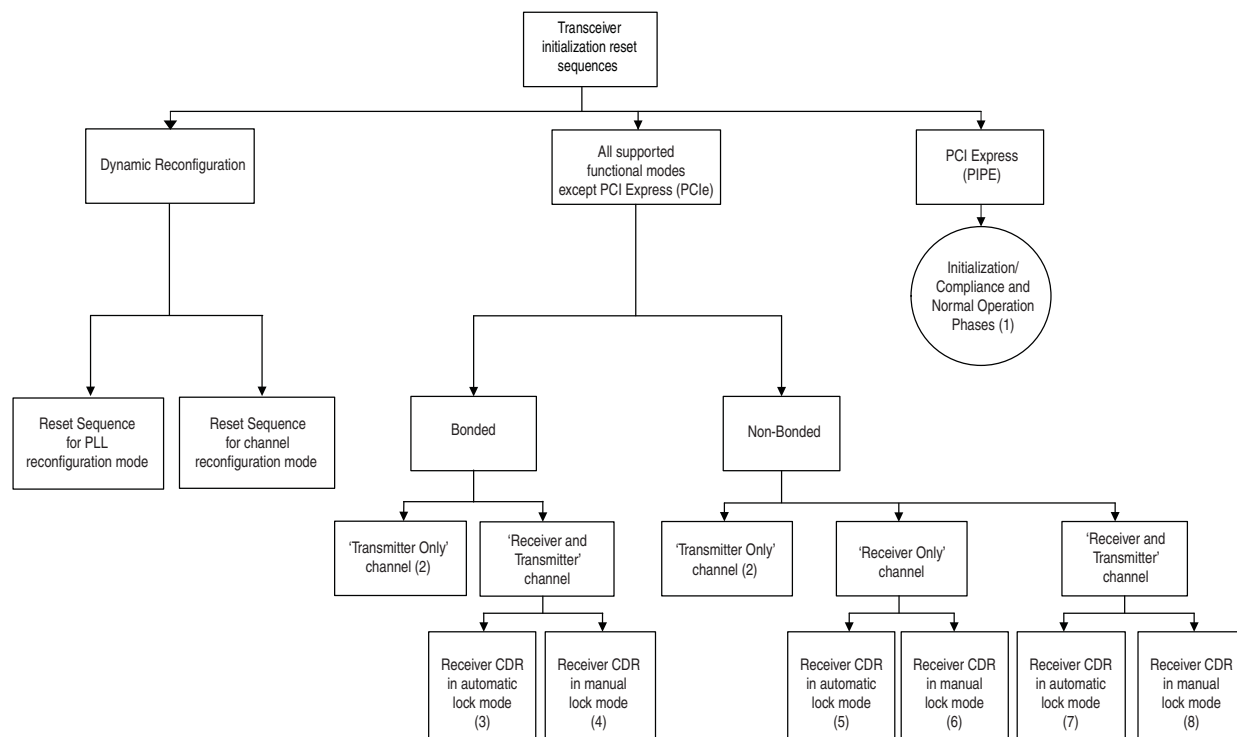 Transceiver
initialization reset
sequences
Dynamic Reconfiguration
All supported
functional modes
except PCI Express (PCIe)
PCI Express
(PIPE)
Initialization/
Compliance and
Normal Operation
Phases (1)
Reset Sequence
for PLL
reconfiguration mode
Reset Sequence
for channel
reconfiguration mode
Bonded
Non-Bonded
‘Transmitter Only’
channel (2)
‘Receiver and
Transmitter’
channel
‘Transmitter Only’
channel (2)
‘Receiver Only’
channel
‘Receiver and
Transmitter’
channel
Receiver CDR
in automatic
lock mode
(3)
Receiver CDR
in manual
lock mode
(4)
Receiver CDR
in automatic
lock mode
(5)
Receiver CDR
in manual
lock mode
(6)
Receiver CDR
in automatic
lock mode
(7)
Receiver CDR
in manual
lock mode
(8)